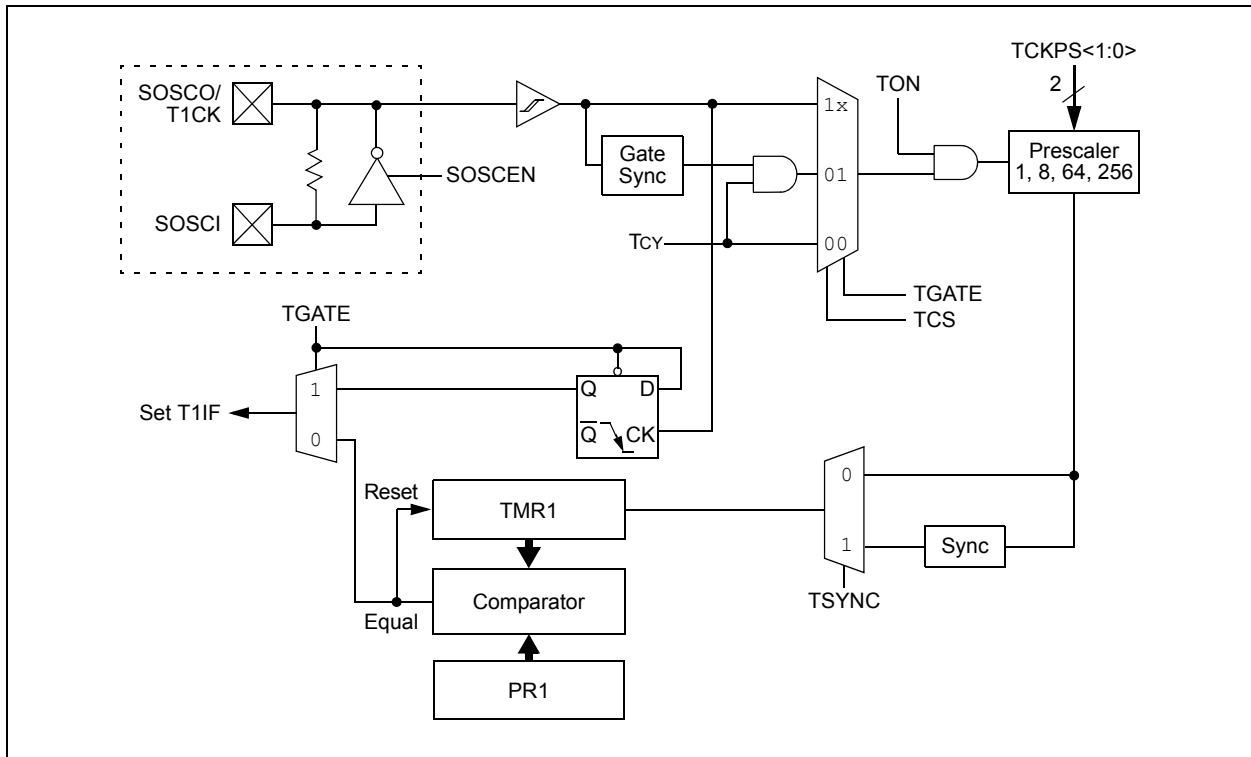 TCKPS<1:0>
2
SOSCO/
T1CK
TON
1x
Gate
Sync
Prescaler
1, 8, 64, 256
SOSCEN
01
SOSCI
TCY
00
TGATE
TCS
TGATE
1
Q
D
Set T1IF
0
Q
CK
0
Reset
TMR1
1
Sync
TSYNC
Comparator
Equal
PR1